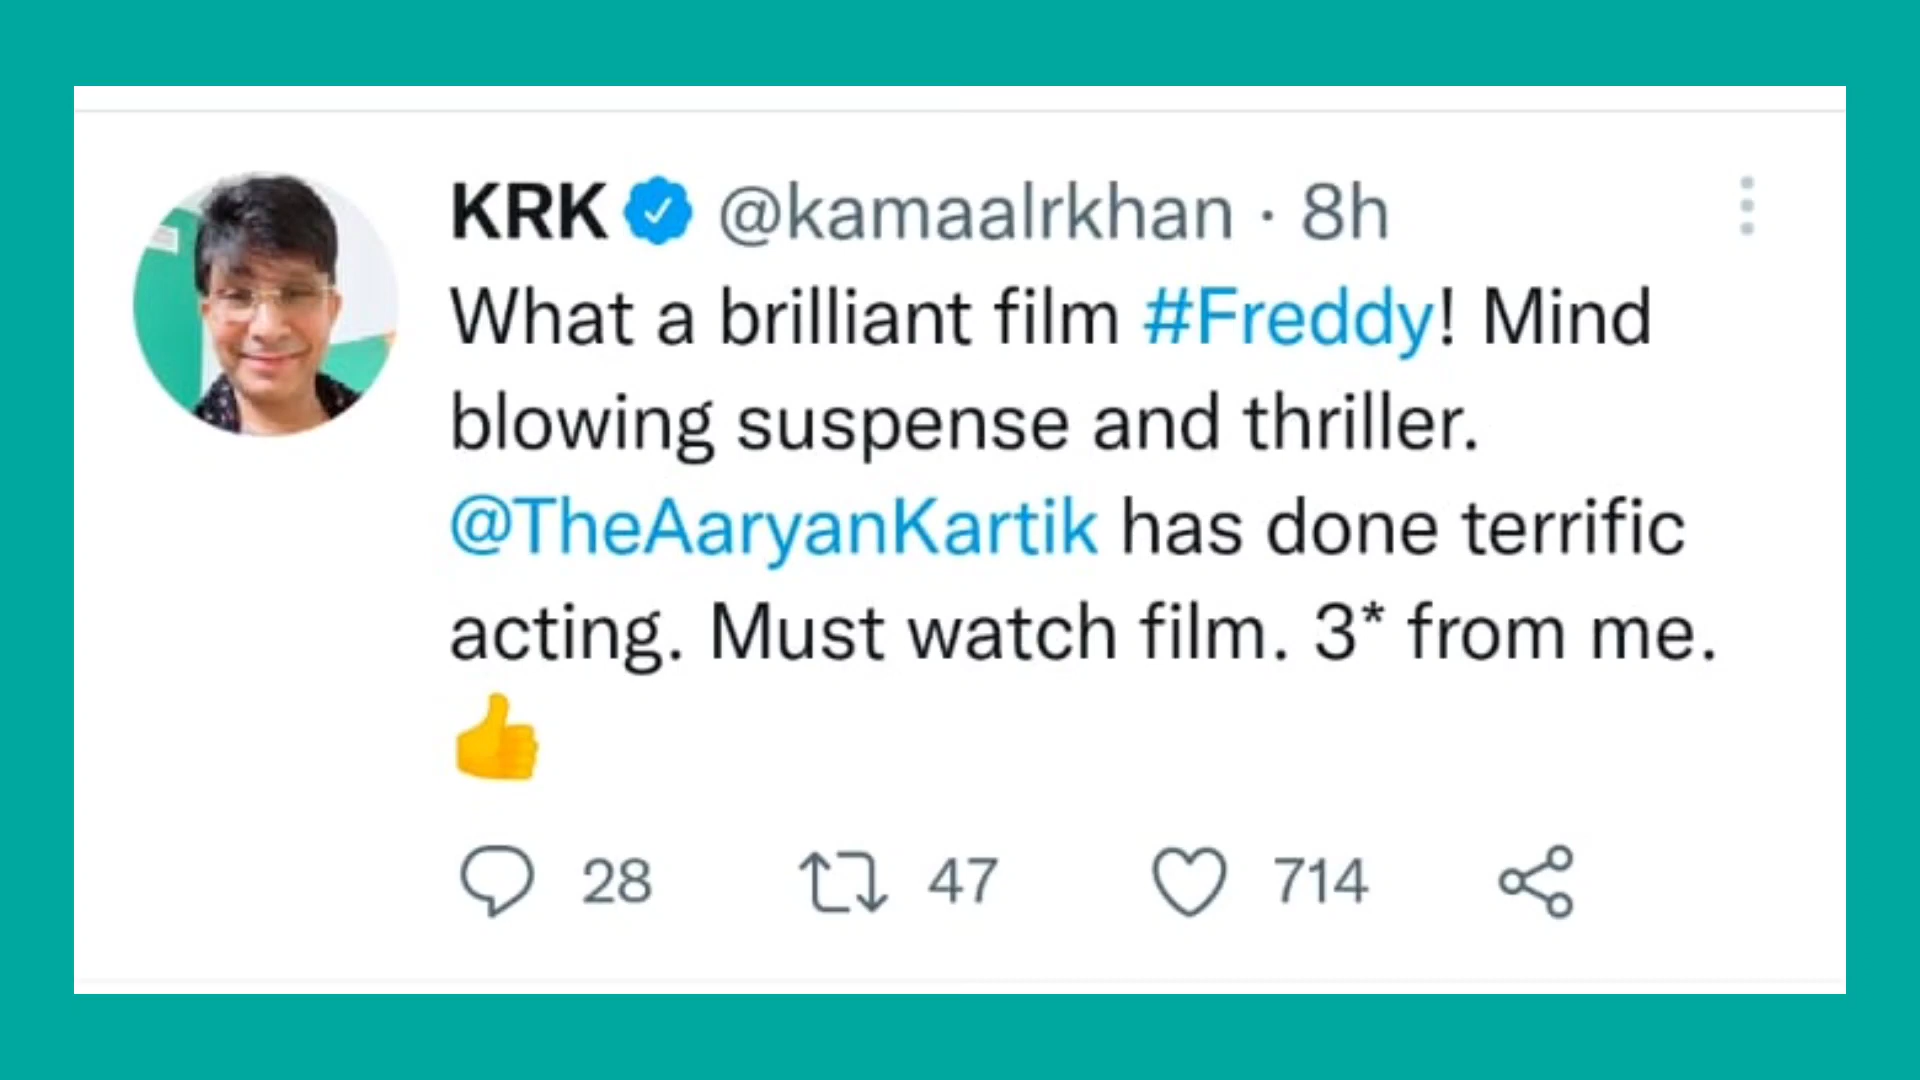 KRK @kamaalrkhan · 8h
What a brilliant film #Freddy! Mind
blowing suspense and thriller.
@TheAaryanKartik has done terrific
acting. Must watch film. 3* from me.
👍
28 47 714